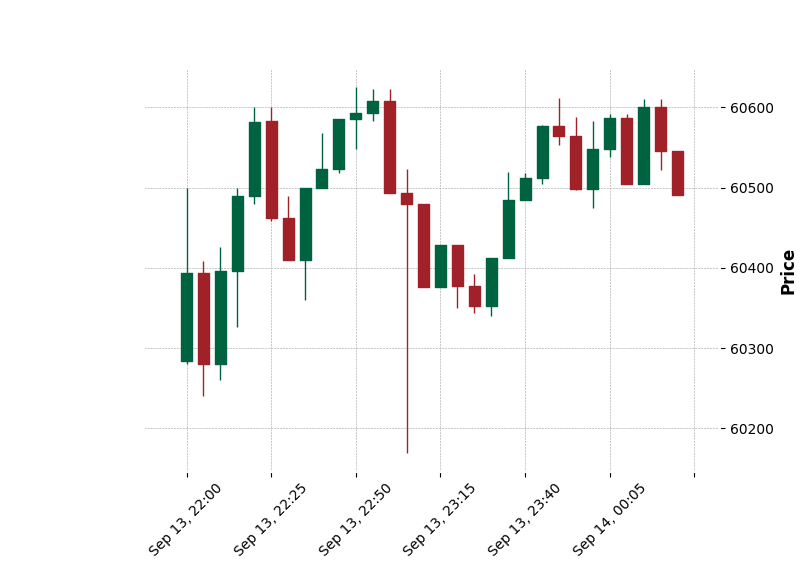 60600
60500
60400
60300
60200
Price
Sep 13, 22:00
Sep 13, 22:25
Sep 13, 22:50
Sep 13, 23:15
Sep 13, 23:40
Sep 14, 00:05